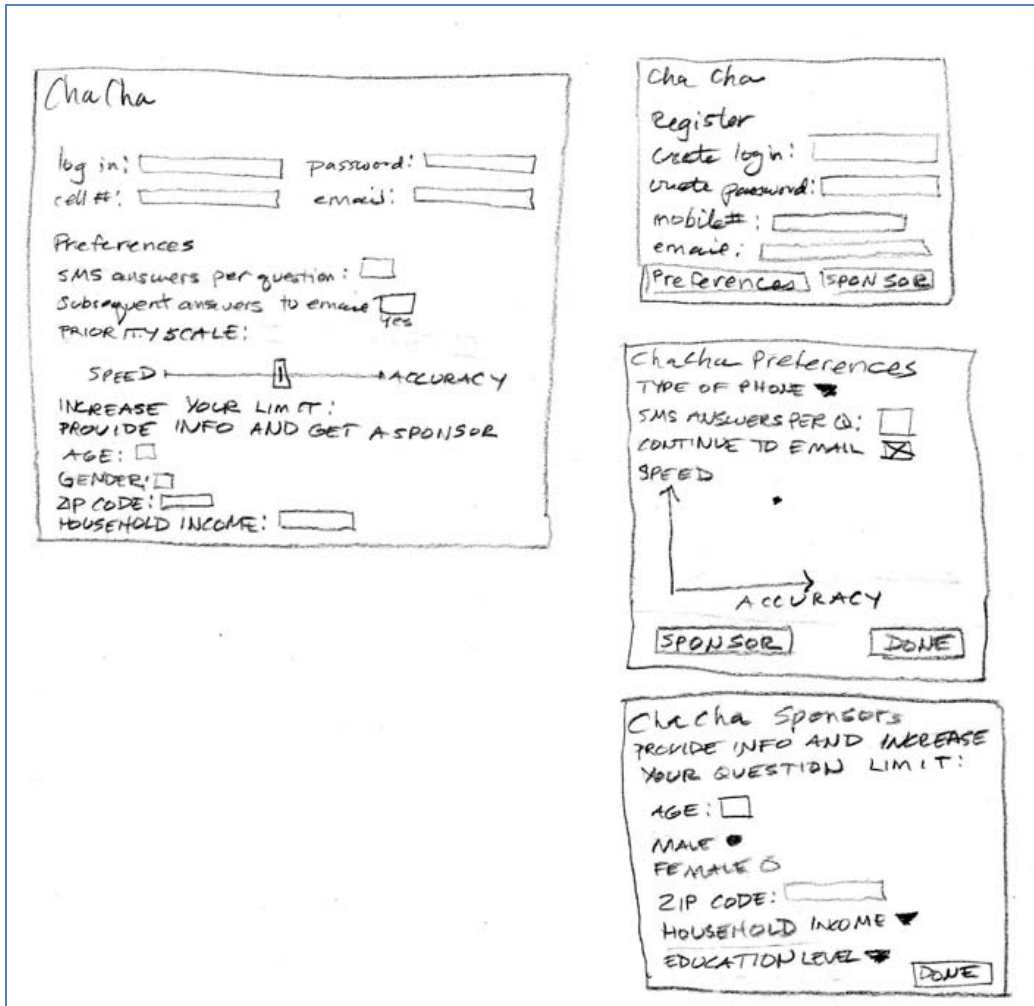 ChaCha
log in: password:
cell #: email:
Preferences
SMS answers per question:
Subsequent answers to email
yes
PRIORITY SCALE:
SPEED ACCURACY
INCREASE YOUR LIMIT:
PROVIDE INFO AND GET A SPONSOR
AGE:
GENDER:
ZIP CODE:
HOUSEHOLD INCOME:
Cha Cha
Register
create login:
create password:
mobile#:
email:
Preferences SPONSOR
ChaCha Preferences
TYPE OF PHONE
SMS ANSWERS PER Q:
CONTINUE TO EMAIL
SPEED
ACCURACY
SPONSOR DONE
ChaCha Sponsors
PROVIDE INFO AND INCREASE
YOUR QUESTION LIMIT:
AGE:
MALE
FEMALE
ZIP CODE:
HOUSEHOLD INCOME
EDUCATION LEVEL
DONE